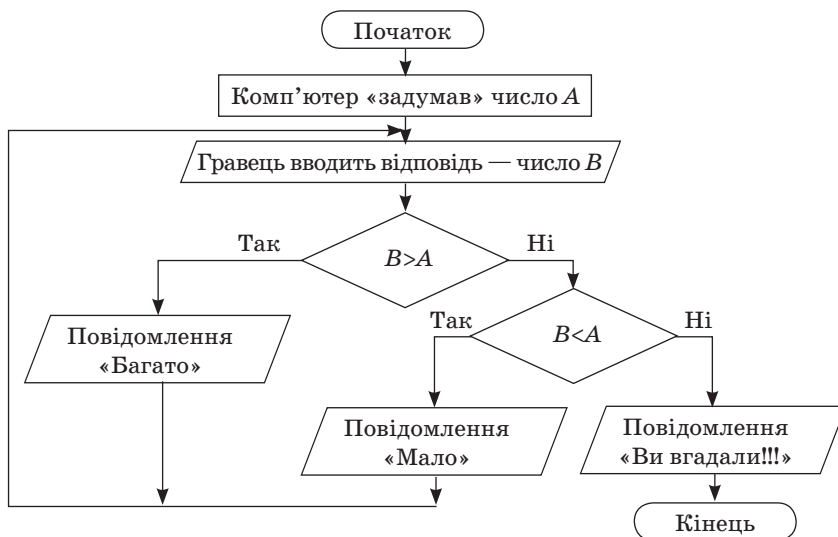 Початок
Комп’ютер «задумав» число A
Гравець вводить відповідь — число B
Так
B>A
Ні
Повідомлення
«Багато»
Так
B<A
Ні
Повідомлення
«Мало»
Повідомлення
«Ви вгадали!!!»
Кінець